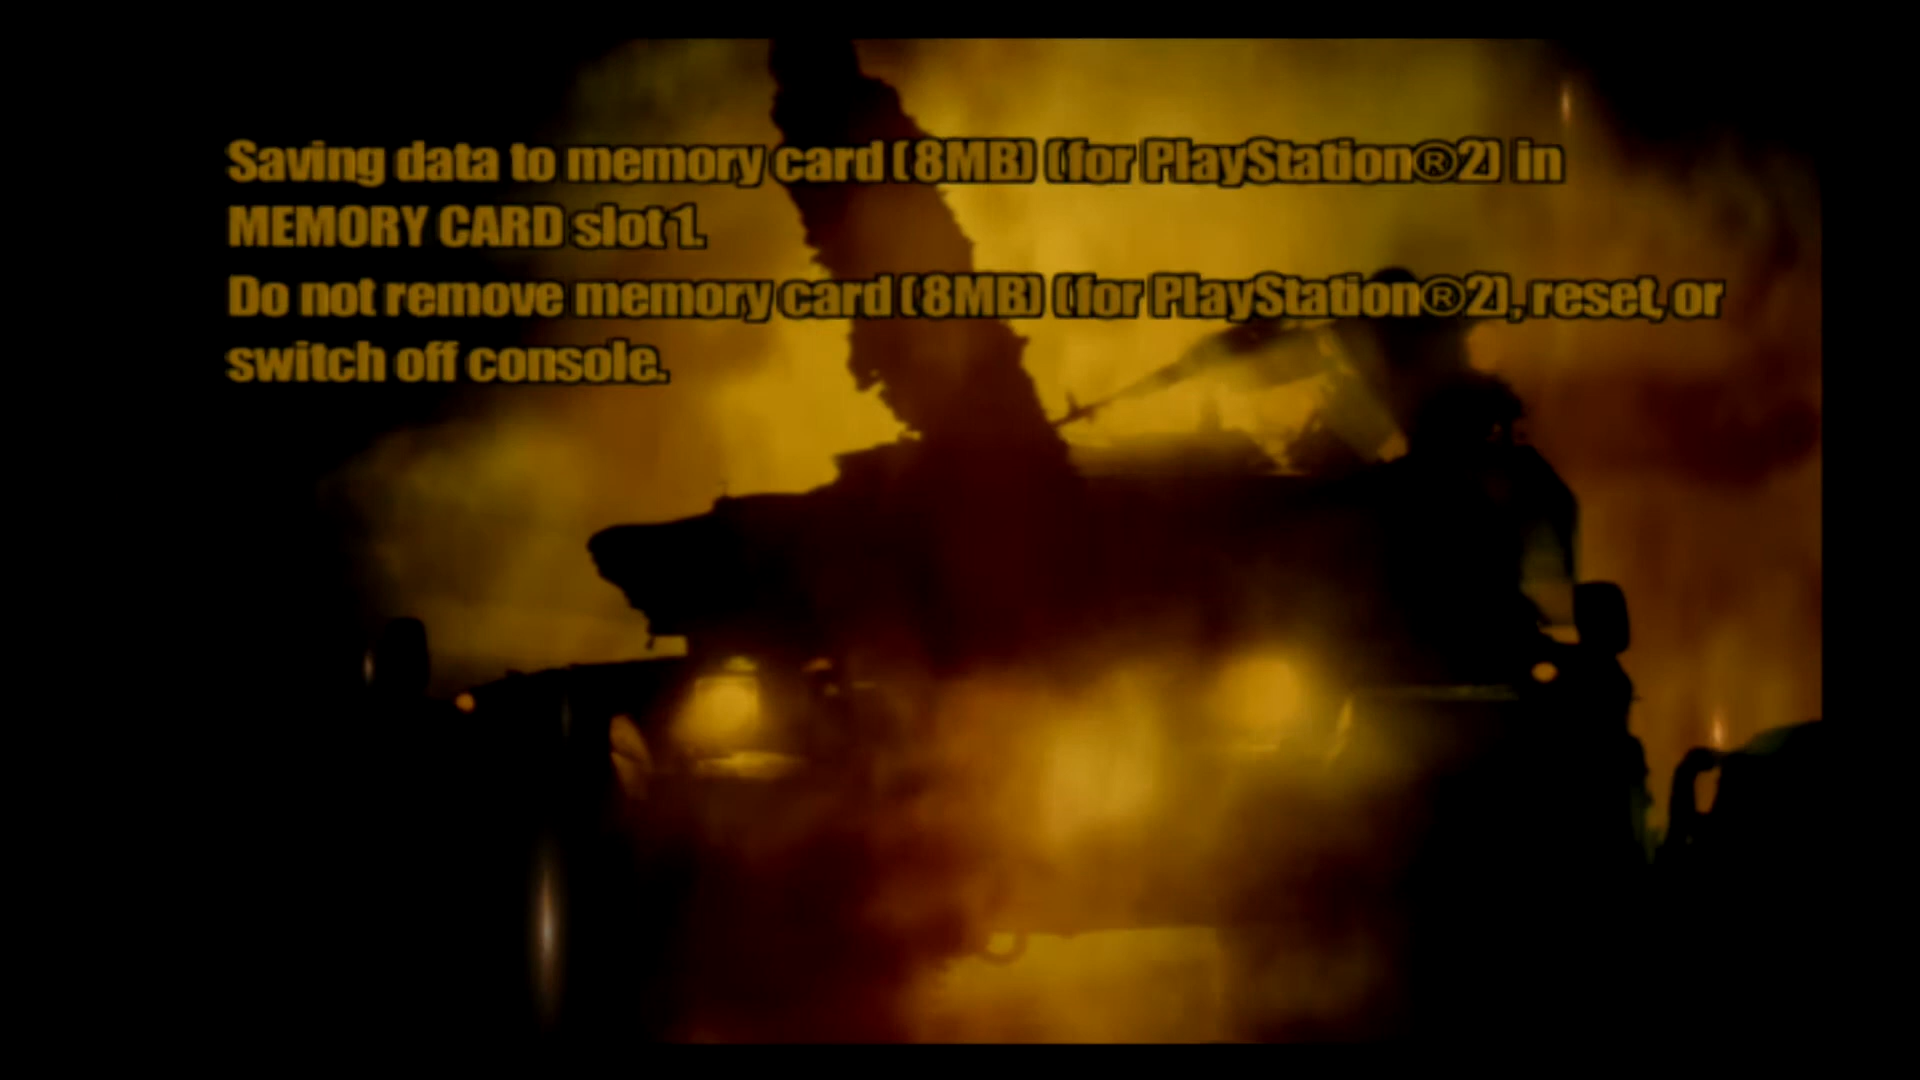 Saving data to memory card (8MB) (for PlayStation®2) in
MEMORY CARD slot 1.
Do not remove memory card (8MB) (for PlayStation®2), reset, or
switch off console.